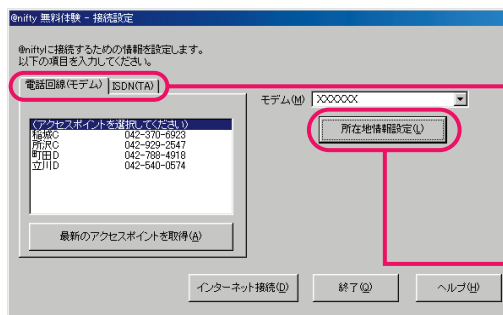 @nifty 無料体験 - 接続設定
@niftyに接続するための情報を設定します。
以下の項目を入力してください。
電話回線(モデム) ISDN(TA)
モデム(M) XXXXXX
所在地情報設定(L)
(アクセスポイントを選択してください)
稲城C 042-370-6923
所沢C 042-929-2547
町田D 042-788-4918
立川D 042-540-0574
最新のアクセスポイントを取得(A)
インターネット接続(D) 終了(Q) ヘルプ(H)